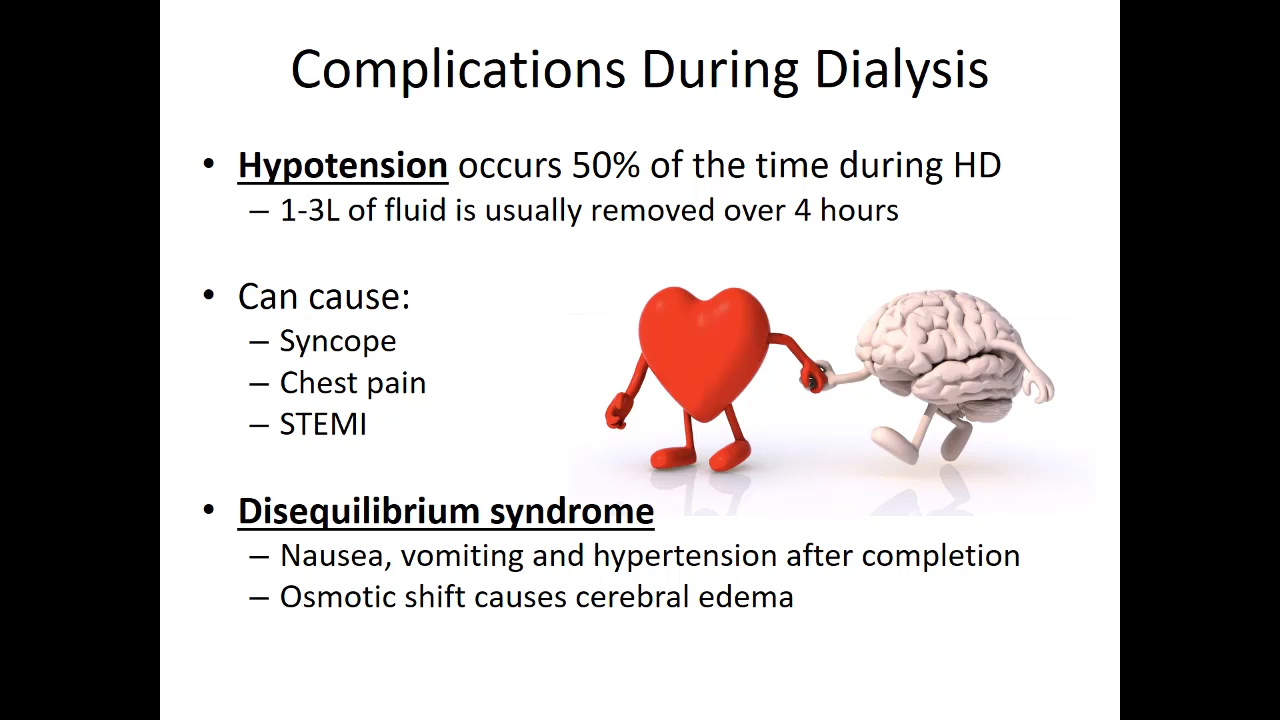 Complications During Dialysis
• Hypotension occurs 50% of the time during HD
– 1-3L of fluid is usually removed over 4 hours
• Can cause:
– Syncope
– Chest pain
– STEMI
• Disequilibrium syndrome
– Nausea, vomiting and hypertension after completion
– Osmotic shift causes cerebral edema